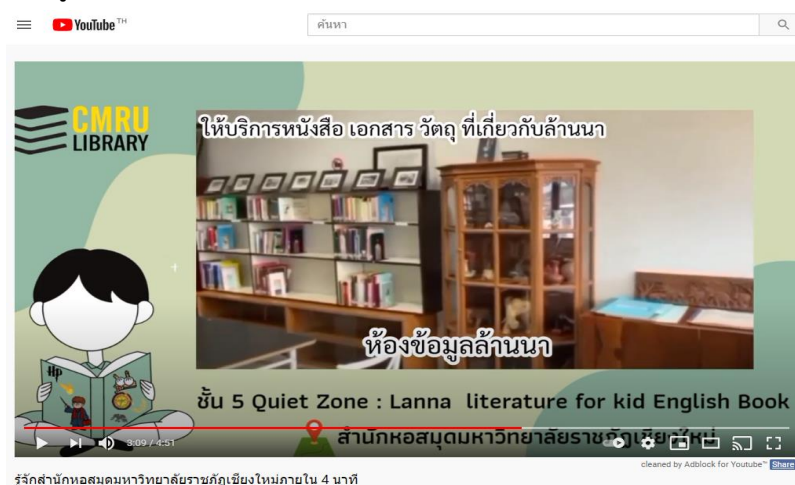 YouTube TH
ค้นหา
CMRU
LIBRARY
ให้บริการหนังสือ เอกสาร วัตถุ ที่เกี่ยวกับล้านนา
ห้องข้อมูลล้านนา
Hp
ชั้น 5 Quiet Zone : Lanna literature for kid English Book
สำนักหอสมุดมหาวิทยาลัยราชภัฏเชียงใหม่
3:09 / 4:51
cleaned by Adblock for Youtube™ Share
รู้จักสำนักหอสมุดมหาวิทยาลัยราชภัฏเชียงใหม่ภายใน 4 นาที